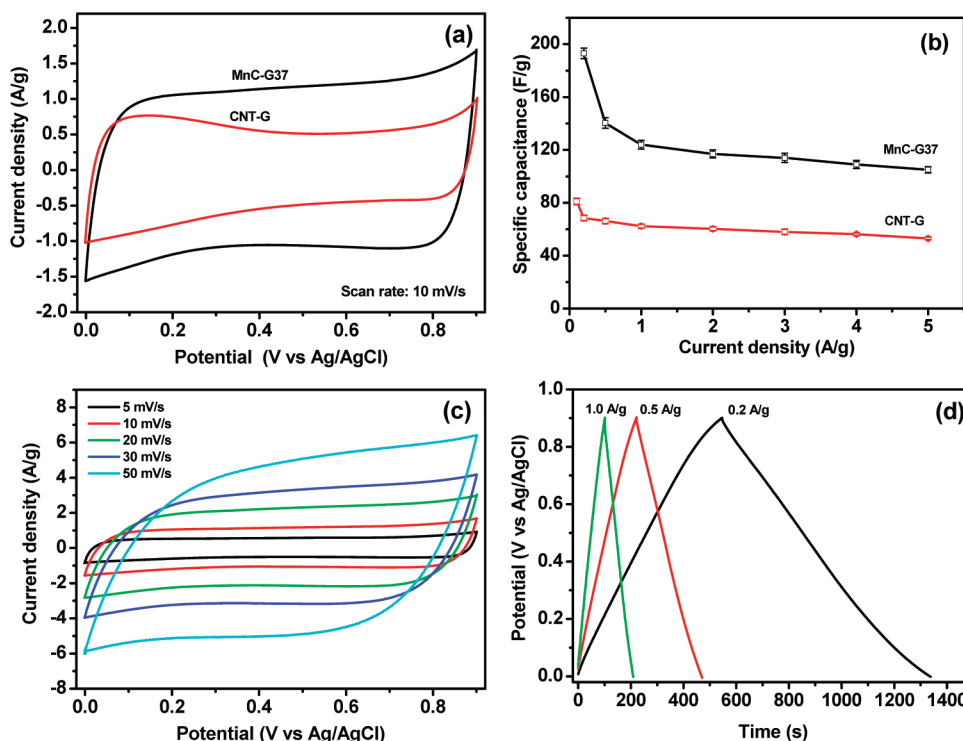 (a)
Current density (A/g)
2.0
1.5
1.0
0.5
0.0
-0.5
-1.0
-1.5
-2.0
MnC-G37
CNT-G
Scan rate: 10 mV/s
0.0 0.2 0.4 0.6 0.8
Potential (V vs Ag/AgCl)
(b)
Specific capacitance (F/g)
200
160
120
80
40
0
MnC-G37
CNT-G
0 1 2 3 4 5
Current density (A/g)
(c)
Current density (A/g)
8
6
4
2
0
-2
-4
-6
-8
5 mV/s
10 mV/s
20 mV/s
30 mV/s
50 mV/s
0.0 0.2 0.4 0.6 0.8
Potential (V vs Ag/AgCl)
(d)
Potential (V vs Ag/AgCl)
1.0
0.8
0.6
0.4
0.2
0.0
1.0 A/g 0.5 A/g 0.2 A/g
0 200 400 600 800 1000 1200 1400
Time (s)